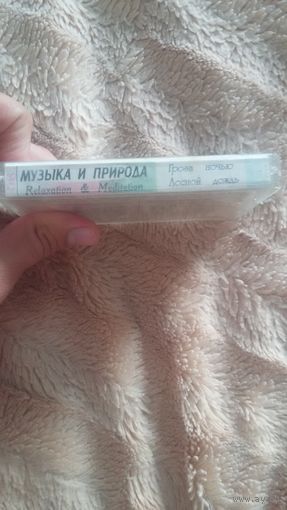 МУЗЫКА И ПРИРОДА
Relaxation & Meditation
Гроза ночью
Лесной дождь